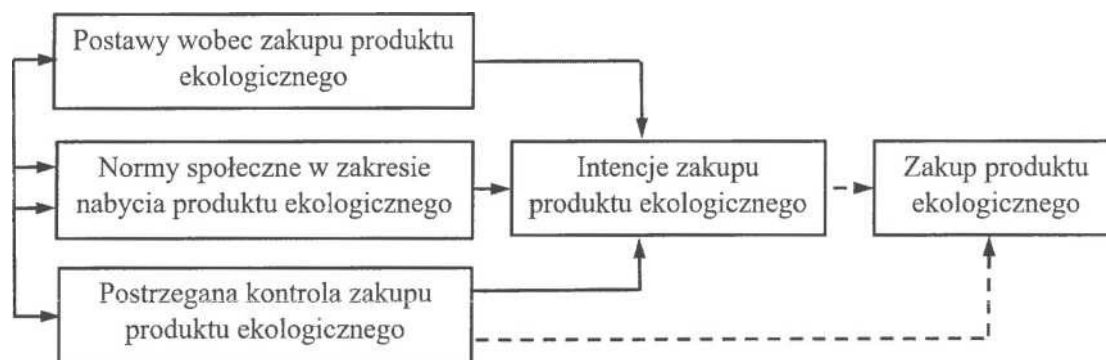 Postawy wobec zakupu produktu
ekologicznego
Normy społeczne w zakresie
nabycia produktu ekologicznego
Intencje zakupu
produktu ekologicznego
Zakup produktu
ekologicznego
Postrzegana kontrola zakupu
produktu ekologicznego